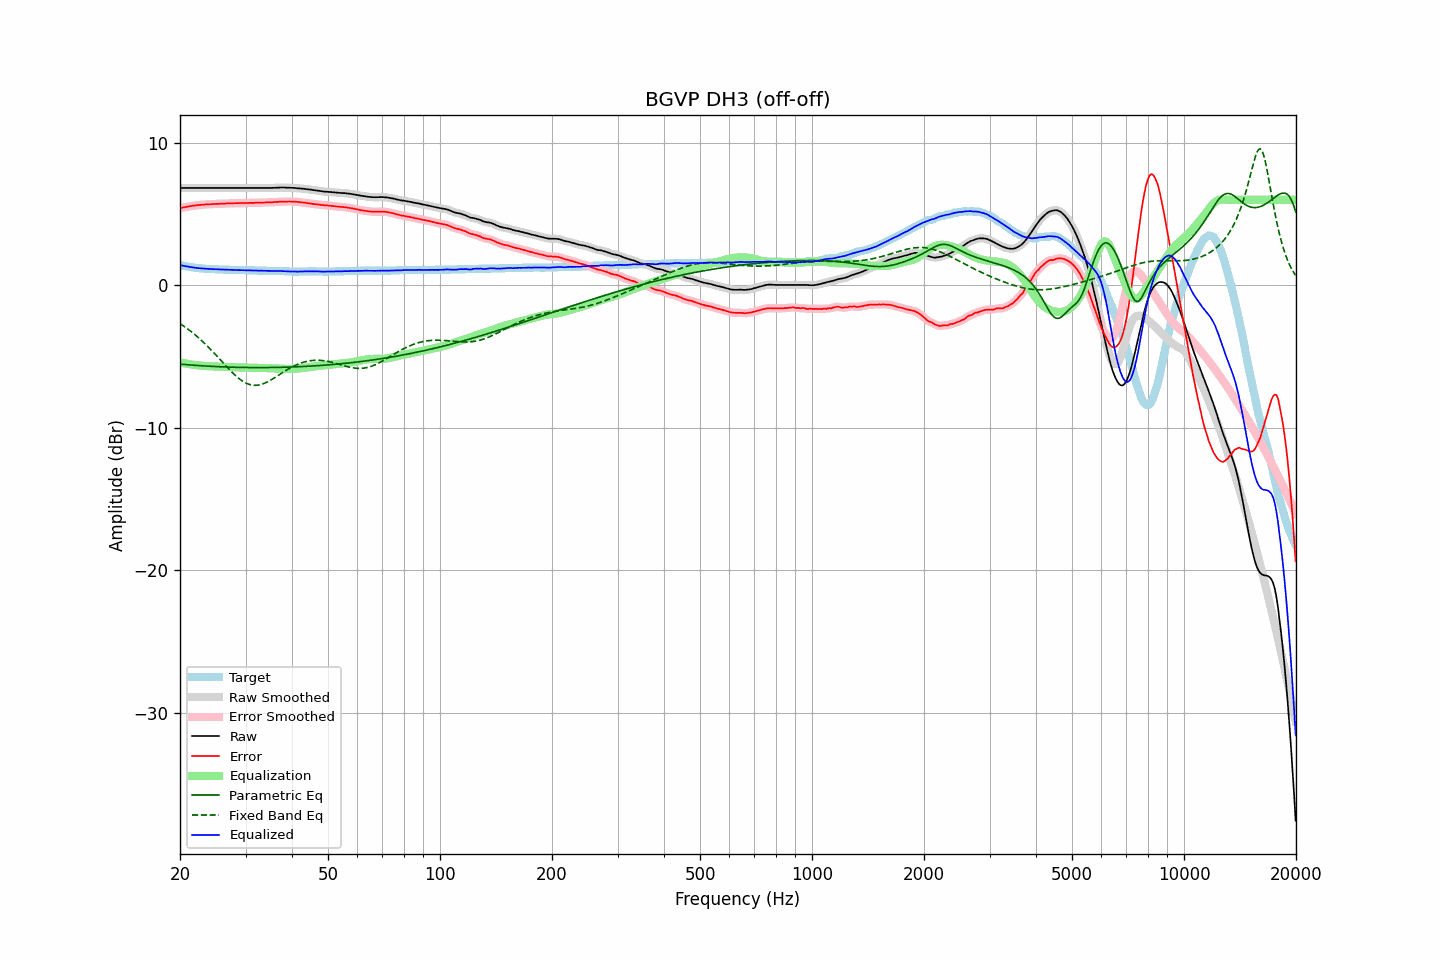 BGVP DH3 (off-off)
10
0
−10
−20
−30
Amplitude (dBr)
Target
Raw Smoothed
Error Smoothed
Raw
Error
Equalization
Parametric Eq
Fixed Band Eq
Equalized
20 50 100 200 500 1000 2000 5000 10000 20000
Frequency (Hz)